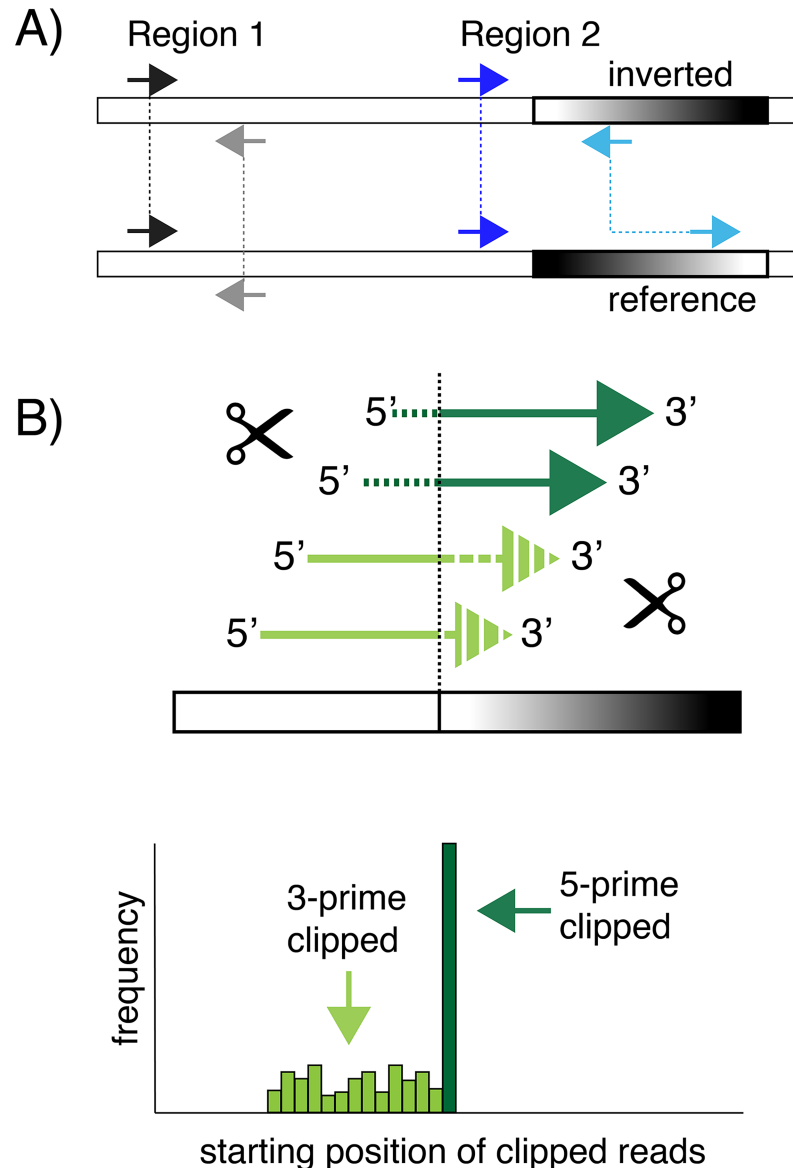 A)
Region 1
Region 2
inverted
reference
B)
5’
3’
5’
3’
5’
3’
5’
3’
3-prime
clipped
5-prime
clipped
frequency
starting position of clipped reads